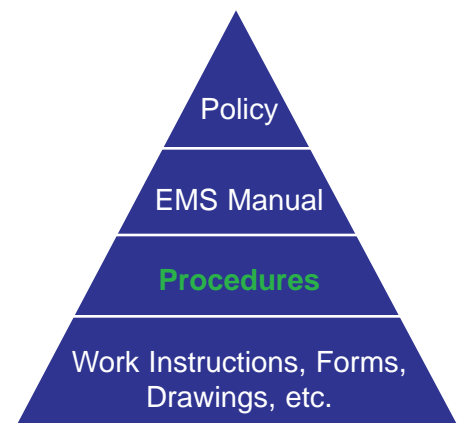 Policy
EMS Manual
Procedures
Work Instructions, Forms,
Drawings, etc.